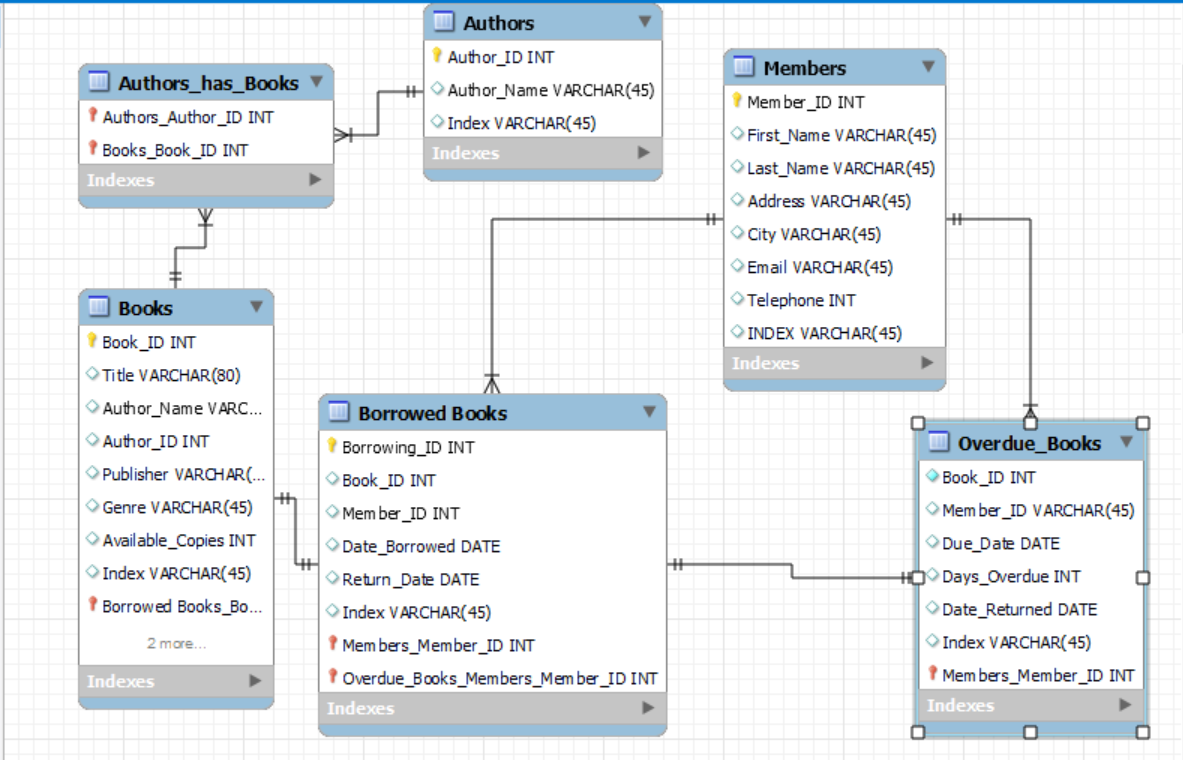 Authors
Author_ID INT
Author_Name VARCHAR(45)
Index VARCHAR(45)
Indexes
Authors_has_Books
Authors_Author_ID INT
Books_Book_ID INT
Indexes
Members
Member_ID INT
First_Name VARCHAR(45)
Last_Name VARCHAR(45)
Address VARCHAR(45)
City VARCHAR(45)
Email VARCHAR(45)
Telephone INT
INDEX VARCHAR(45)
Indexes
Books
Book_ID INT
Title VARCHAR(80)
Author_Name VARC...
Author_ID INT
Publisher VARCHAR(...
Genre VARCHAR(45)
Available_Copies INT
Index VARCHAR(45)
Borrowed Books_Bo...
2 more...
Indexes
Borrowed Books
Borrowing_ID INT
Book_ID INT
Member_ID INT
Date_Borrowed DATE
Return_Date DATE
Index VARCHAR(45)
Members_Member_ID INT
Overdue_Books_Members_Member_ID INT
Indexes
Overdue_Books
Book_ID INT
Member_ID VARCHAR(45)
Due_Date DATE
Days_Overdue INT
Date_Returned DATE
Index VARCHAR(45)
Members_Member_ID INT
Indexes